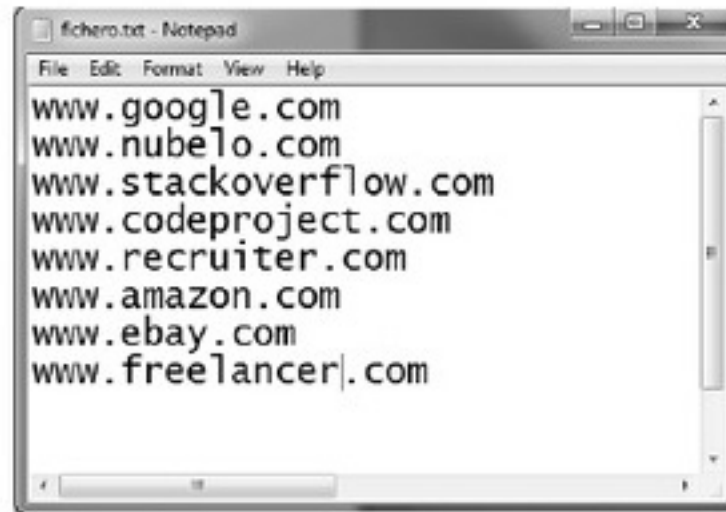 fichero.txt - Notepad
File Edit Format View Help
www.google.com
www.nubelo.com
www.stackoverflow.com
www.codeproject.com
www.recruiter.com
www.amazon.com
www.ebay.com
www.freelancer.com